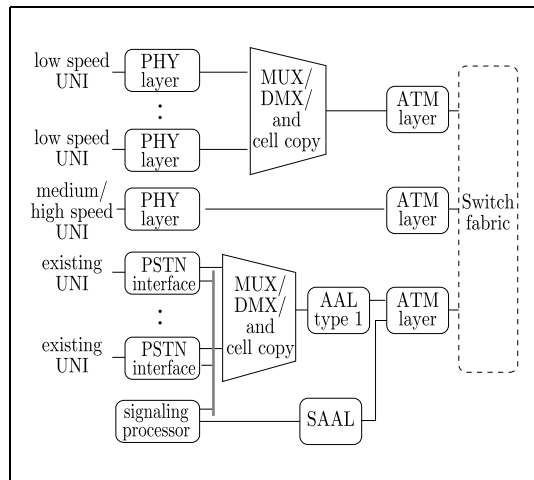 low speed
UNI
PHY
layer
MUX/
DMX/
and
cell copy
ATM
layer
:
low speed
UNI
PHY
layer
medium/
high speed
UNI
PHY
layer
ATM
layer
Switch
fabric
existing
UNI
PSTN
interface
MUX/
DMX/
and
cell copy
AAL
type 1
ATM
layer
:
existing
UNI
PSTN
interface
signaling
processor
SAAL